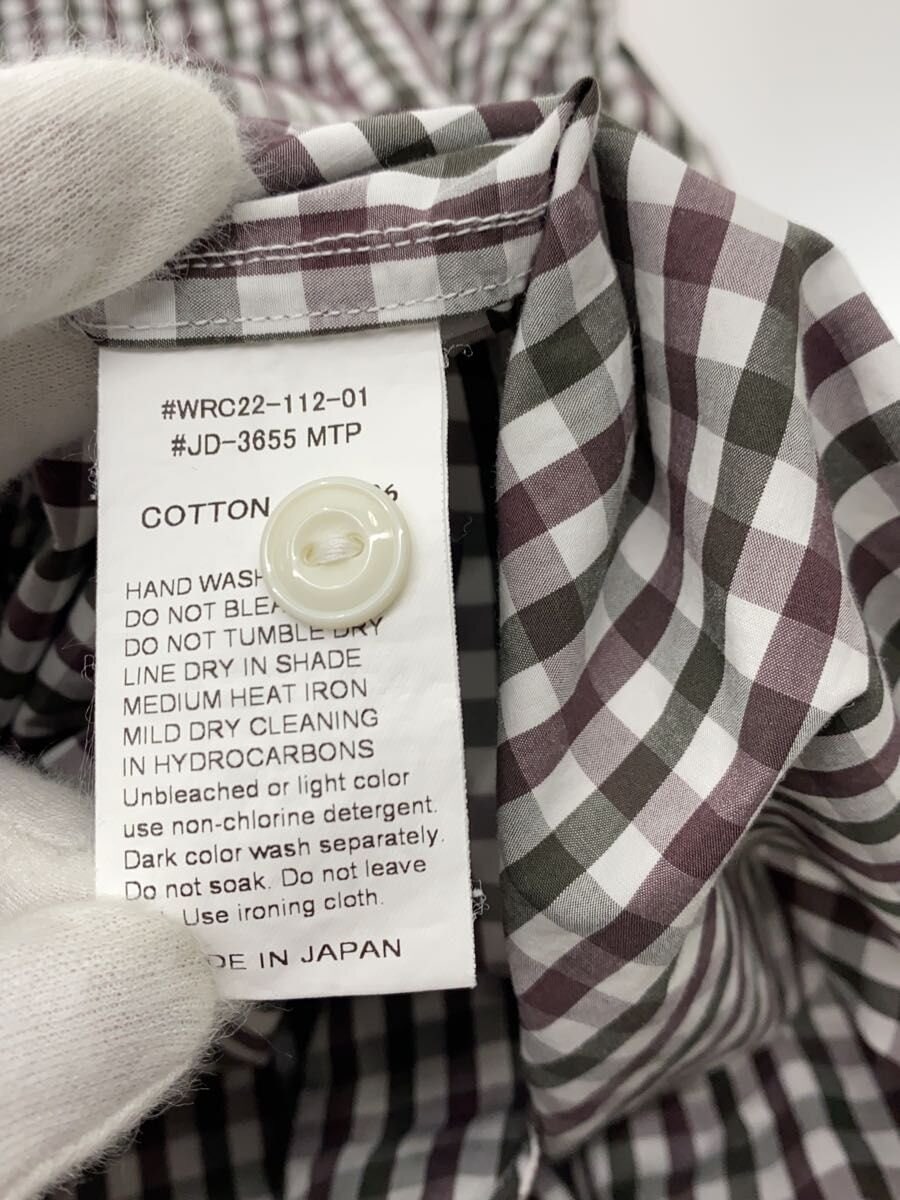 #WRC22-112-01
#JD-3655 MTP
COTTON
HAND WASH
DO NOT
DO NOT TUMBLE DRY
LINE DRY IN SHADE
MEDIUM HEAT IRON
MILD DRY CLEANING
IN HYDROCARBONS
Unbleached or light color
use non-chlorine detergent.
Dark color wash separately.
Do not soak. Do not leave
Use ironing cloth.
IN JAPAN